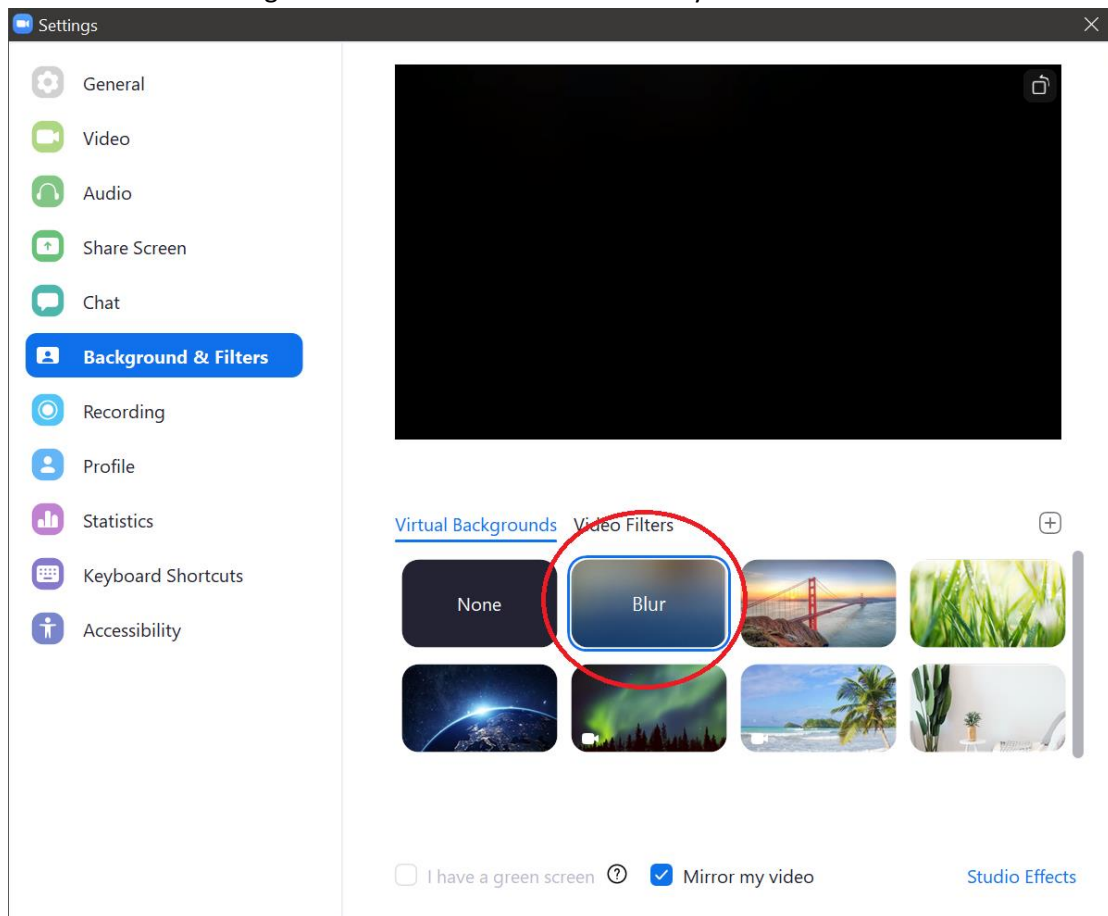 Settings
General
Video
Audio
Share Screen
Chat
Background & Filters
Recording
Profile
Statistics
Keyboard Shortcuts
Accessibility
Virtual Backgrounds Video Filters
None Blur
I have a green screen ? Mirror my video Studio Effects